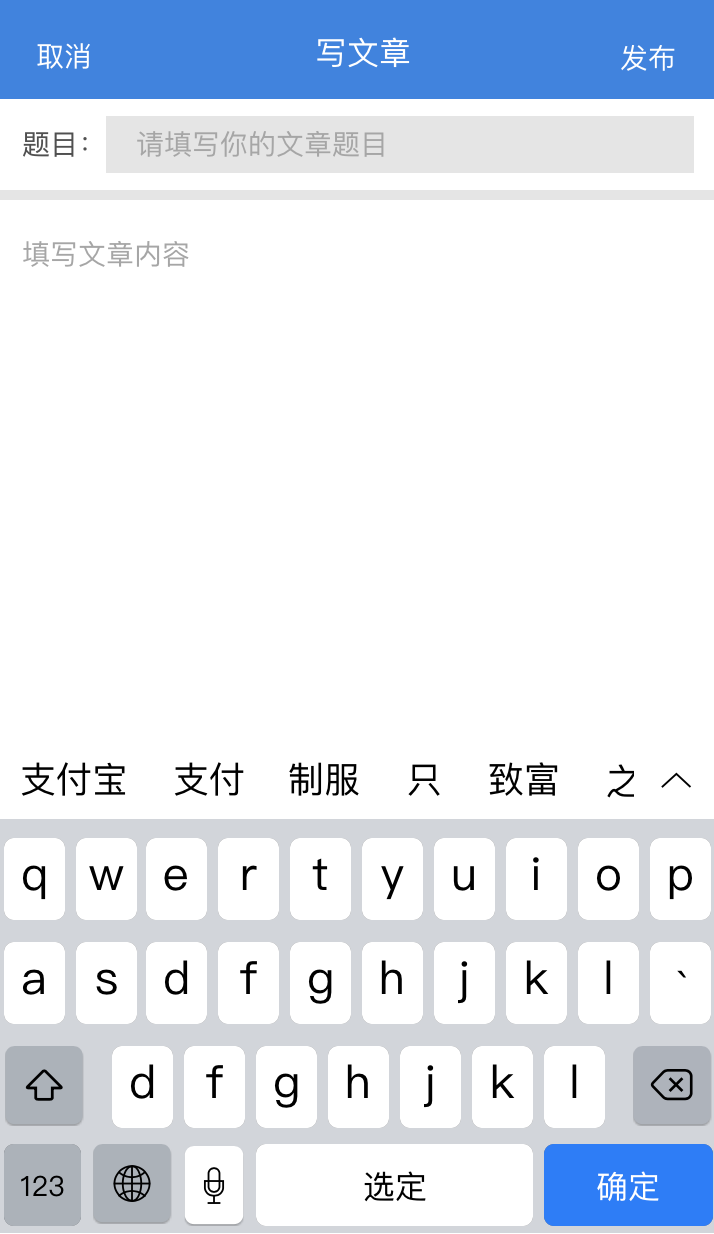 取消 写文章 发布
题目： 请填写你的文章题目
填写文章内容
支付宝 支付 制服 只 致富 之
q w e r t y u i o p
a s d f g h j k l `
d f g h j k l
123 选定 确定